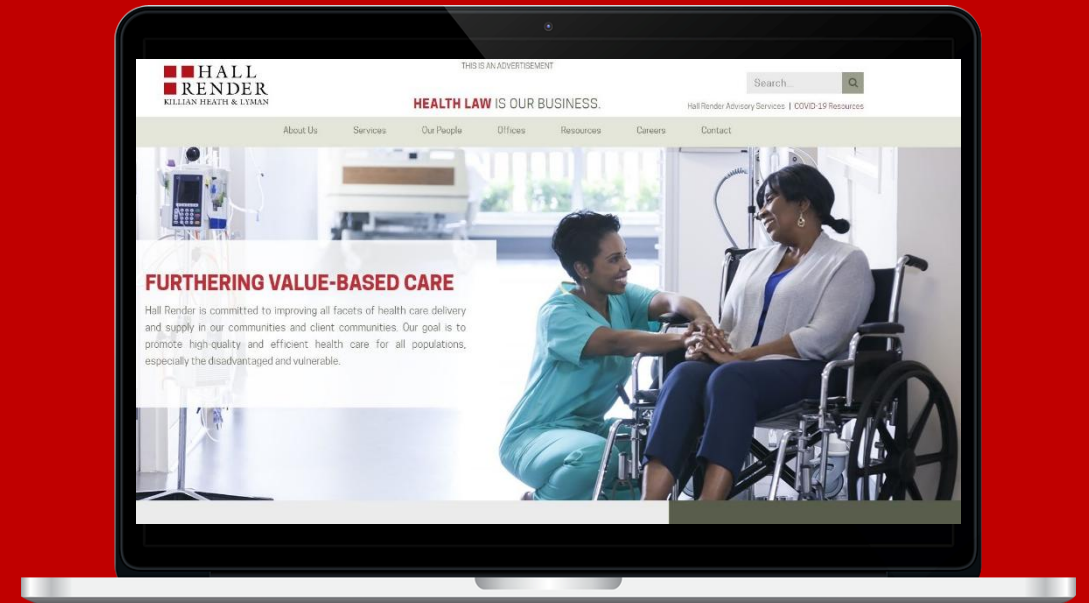 HALL
RENDER
KILLIAN HEATH & LYMAN
THIS IS AN ADVERTISEMENT
HEALTH LAW IS OUR BUSINESS.
Search...
Hall Render Advisory Services | COVID-19 Resources
About Us Services Our People Offices Resources Careers Contact
FURTHERING VALUE-BASED CARE
Hall Render is committed to improving all facets of health care delivery
and supply in our communities and client communities. Our goal is to
promote high-quality and efficient health care for all populations,
especially the disadvantaged and vulnerable.